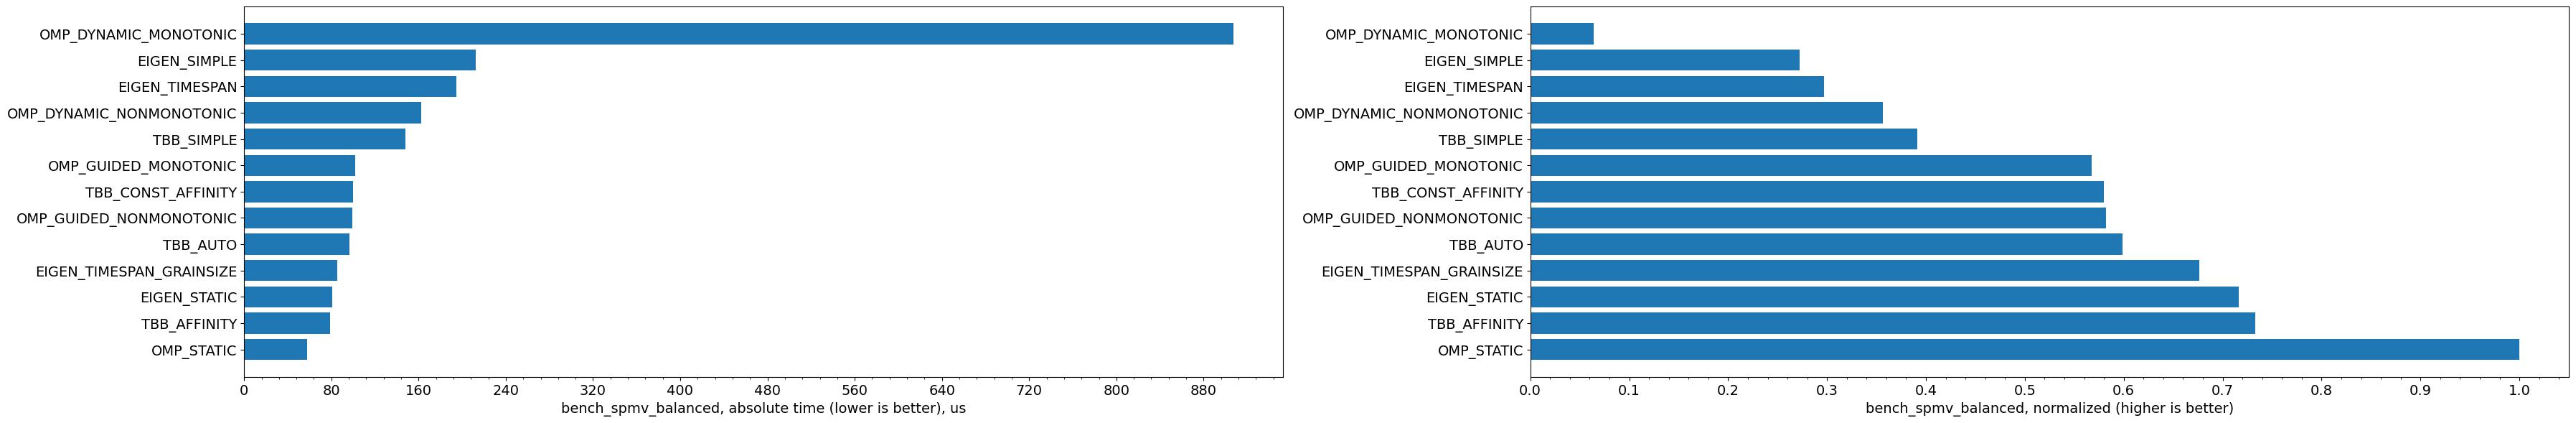 OMP_DYNAMIC_MONOTONIC
EIGEN_SIMPLE
EIGEN_TIMESPAN
OMP_DYNAMIC_NONMONOTONIC
TBB_SIMPLE
OMP_GUIDED_MONOTONIC
TBB_CONST_AFFINITY
OMP_GUIDED_NONMONOTONIC
TBB_AUTO
EIGEN_TIMESPAN_GRAINSIZE
EIGEN_STATIC
TBB_AFFINITY
OMP_STATIC
0 80 160 240 320 400 480 560 640 720 800 880
bench_spmv_balanced, absolute time (lower is better), us
OMP_DYNAMIC_MONOTONIC
EIGEN_SIMPLE
EIGEN_TIMESPAN
OMP_DYNAMIC_NONMONOTONIC
TBB_SIMPLE
OMP_GUIDED_MONOTONIC
TBB_CONST_AFFINITY
OMP_GUIDED_NONMONOTONIC
TBB_AUTO
EIGEN_TIMESPAN_GRAINSIZE
EIGEN_STATIC
TBB_AFFINITY
OMP_STATIC
0.0 0.1 0.2 0.3 0.4 0.5 0.6 0.7 0.8 0.9 1.0
bench_spmv_balanced, normalized (higher is better)